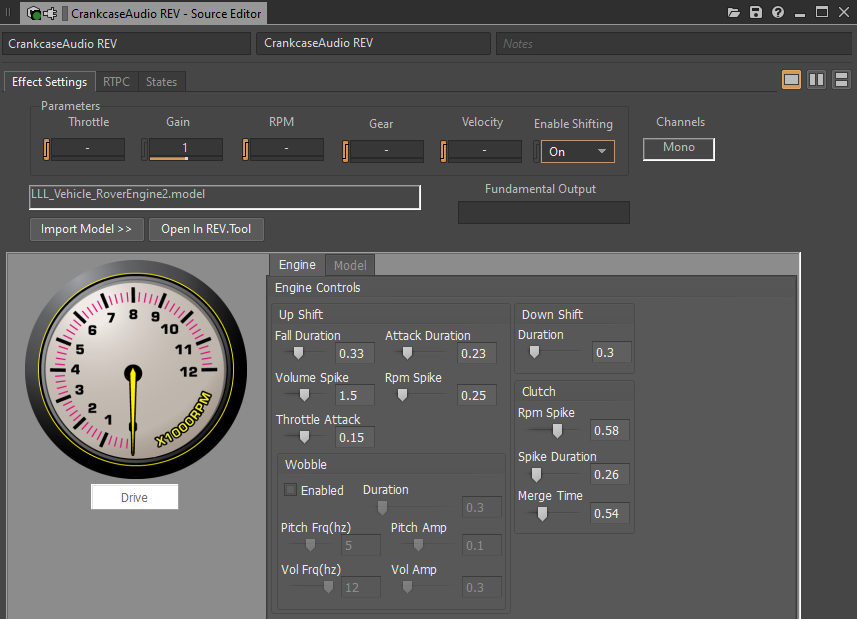 CrankcaseAudio REV - Source Editor
CrankcaseAudio REV CrankcaseAudio REV Notes
Effect Settings RTPC States
Parameters
Throttle Gain RPM Gear Velocity Enable Shifting Channels
- 1 - - - On Mono
LLL_Vehicle_RoverEngine2.model Fundamental Output
Import Model >> Open In REV.Tool
Engine Model
Engine Controls
Up Shift
Fall Duration Attack Duration
0.33 0.23
Volume Spike Rpm Spike
1.5 0.25
Throttle Attack
0.15
Wobble
Enabled Duration
0.3
Pitch Frq(hz) Pitch Amp
5 0.1
Vol Frq(hz) Vol Amp
12 0.3
Down Shift
Duration
0.3
Clutch
Rpm Spike
0.58
Spike Duration
0.26
Merge Time
0.54
0 1 2 3 4 5 6 7 8 9 10 11 12
X1000RPM
Drive